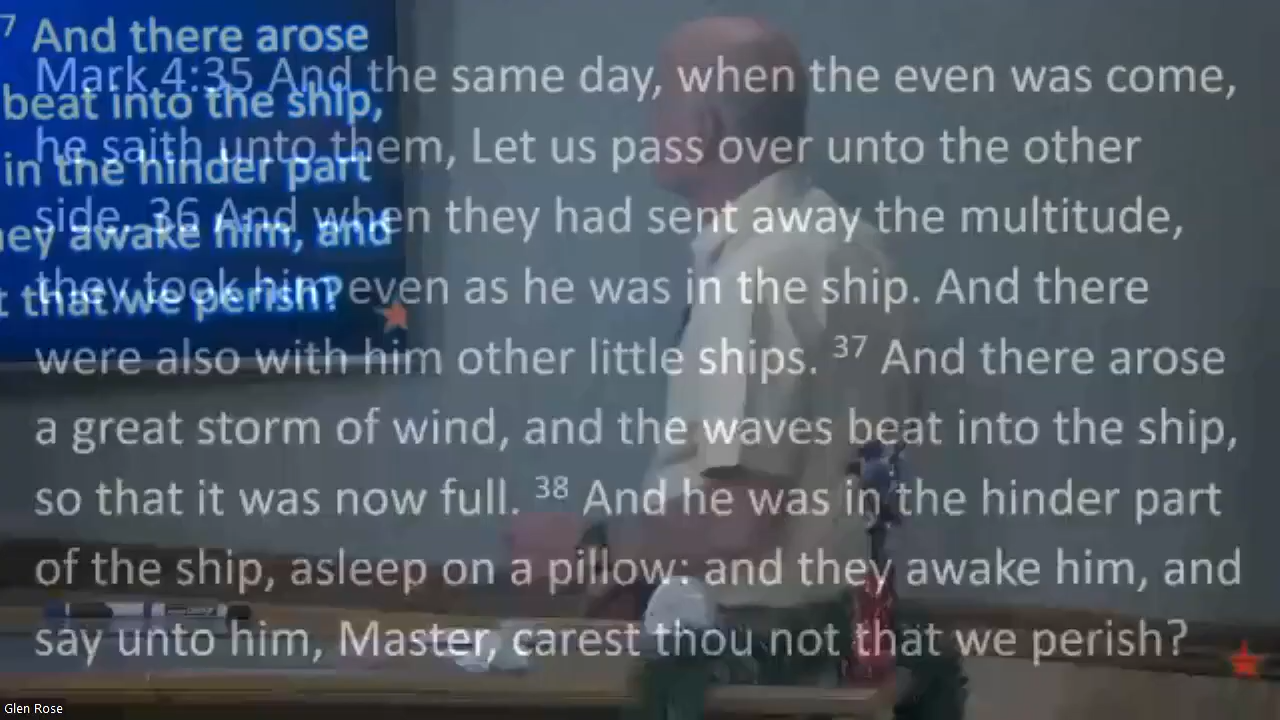 7 And there arose
beat into the ship,
in the hinder part
ey awake him, and
t that we perish?
Mark 4:35 And the same day, when the even was come,
he saith unto them, Let us pass over unto the other
side. 36 And when they had sent away the multitude,
they took him even as he was in the ship. And there
were also with him other little ships. 37 And there arose
a great storm of wind, and the waves beat into the ship,
so that it was now full. 38 And he was in the hinder part
of the ship, asleep on a pillow: and they awake him, and
say unto him, Master, carest thou not that we perish?
Glen Rose